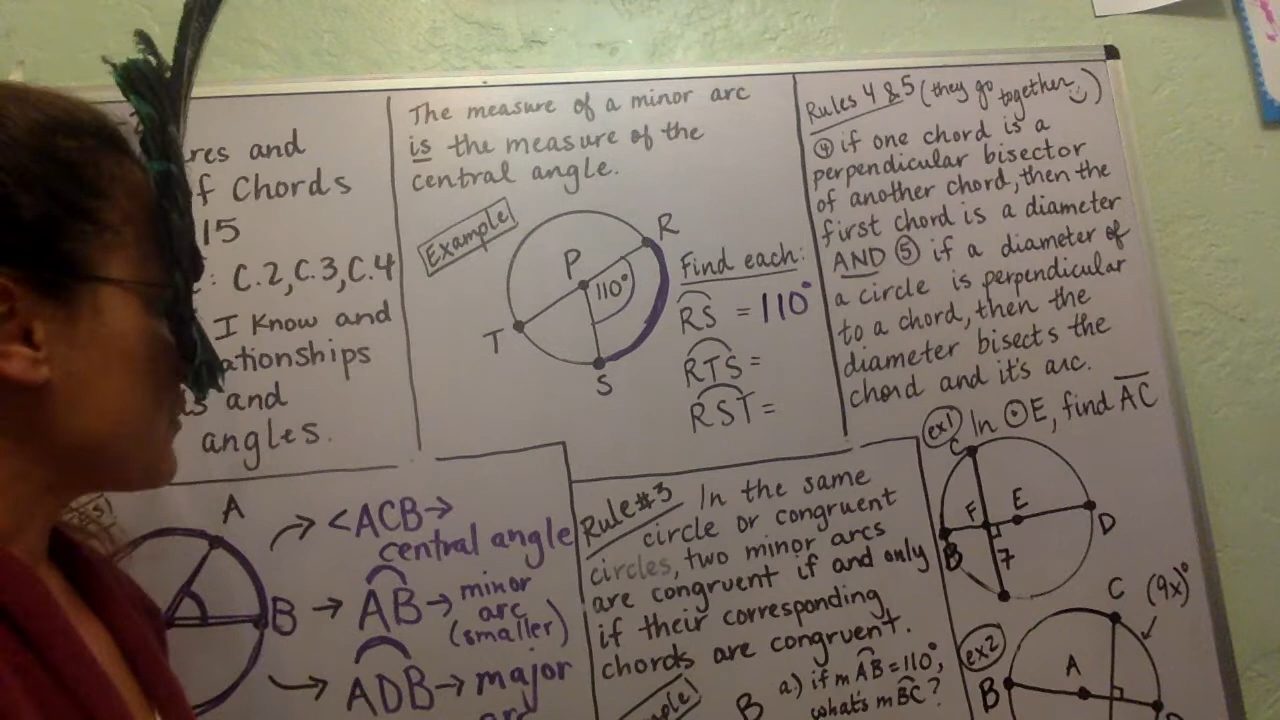 res and
f Chords
15
: C.2, C.3, C.4
I Know and
ationships
and
angles.
The measure of a minor arc
is the measure of the
central angle.
Example
R
P
110°
T
S
Find each:
RS = 110°
RTS =
RST =
Rules 4 & 5 (they go together ☺)
④ if one chord is a
perpendicular bisector
of another chord, then the
first chord is a diameter
AND ⑤ if a diameter of
a circle is perpendicular
to a chord, then the
diameter bisects the
chord and it's arc.
ex1 In ⊙E, find AC
C
F
E
B
D
7
A
B
<ACB→
central angle
AB → minor
arc
(smaller)
ADB → major
Rule #3 In the same
circle or congruent
circles, two minor arcs
are congruent if and only
if their corresponding
chords are congruent.
B
a.) if mAB = 110°,
what's mBC?
ex2
C
(9x)°
A
B